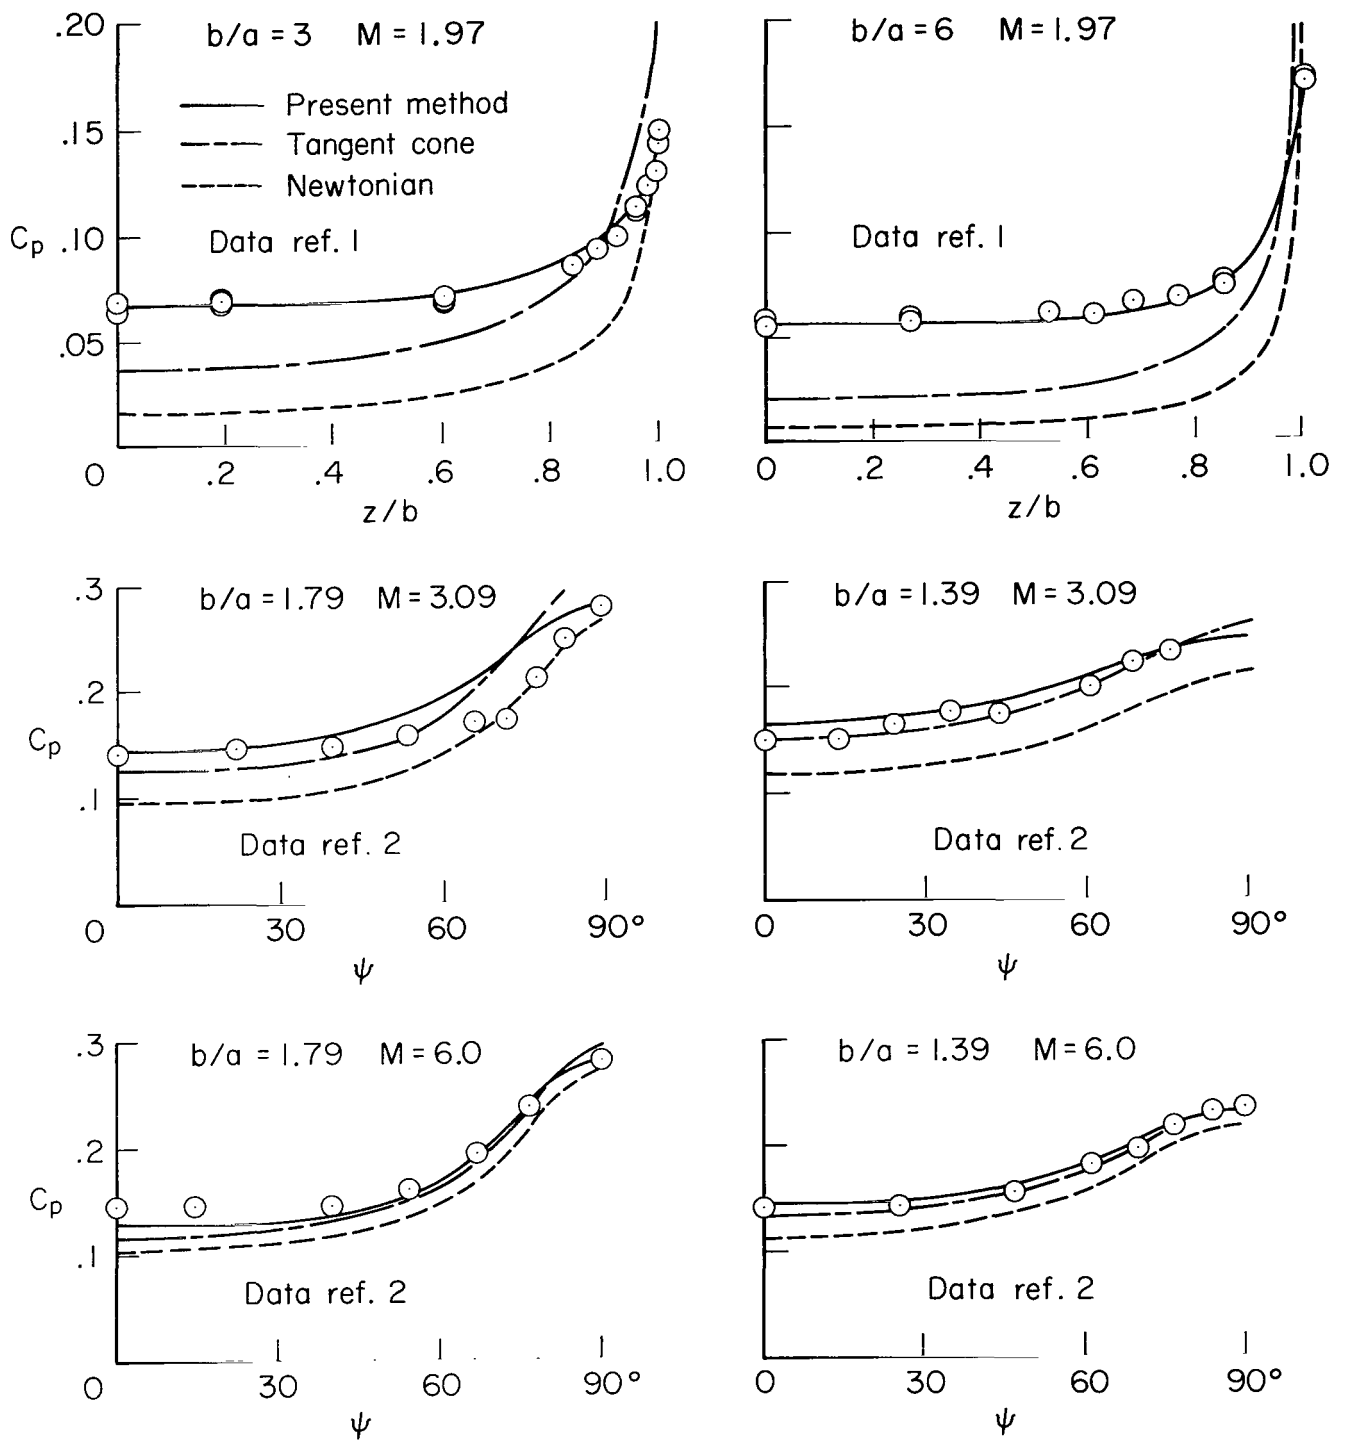 b/a = 3 M = 1.97
.20
Present method
Tangent cone
Newtonian
.15
Cp .10
Data ref. 1
.05
0 .2 .4 .6 .8 1.0
z/b
b/a = 6 M = 1.97
Data ref. 1
0 .2 .4 .6 .8 1.0
z/b
b/a = 1.79 M = 3.09
.3
.2
Cp
.1
Data ref. 2
0 30 60 90°
ψ
b/a = 1.39 M = 3.09
Data ref. 2
0 30 60 90°
ψ
b/a = 1.79 M = 6.0
.3
.2
Cp
.1
Data ref. 2
0 30 60 90°
ψ
b/a = 1.39 M = 6.0
Data ref. 2
0 30 60 90°
ψ